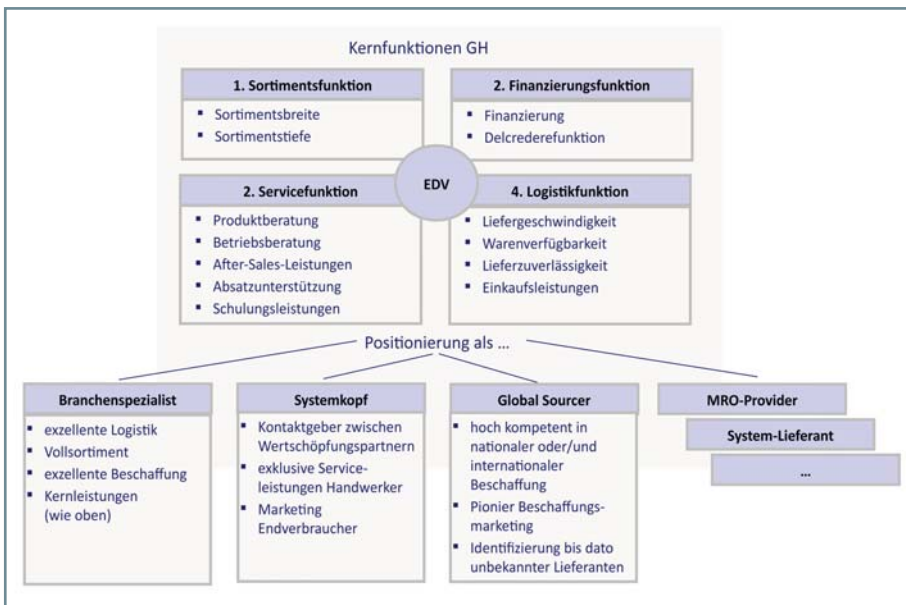 Kernfunktionen GH
1. Sortimentsfunktion
▪ Sortimentsbreite
▪ Sortimentstiefe
2. Finanzierungsfunktion
▪ Finanzierung
▪ Delcrederefunktion
EDV
2. Servicefunktion
▪ Produktberatung
▪ Betriebsberatung
▪ After-Sales-Leistungen
▪ Absatzunterstützung
▪ Schulungsleistungen
4. Logistikfunktion
▪ Liefergeschwindigkeit
▪ Warenverfügbarkeit
▪ Lieferzuverlässigkeit
▪ Einkaufsleistungen
Positionierung als ...
Branchenspezialist
▪ exzellente Logistik
▪ Vollsortiment
▪ exzellente Beschaffung
▪ Kernleistungen
(wie oben)
Systemkopf
▪ Kontaktgeber zwischen
Wertschöpfungspartnern
▪ exklusive Service-
leistungen Handwerker
▪ Marketing
Endverbraucher
Global Sourcer
▪ hoch kompetent in
nationaler oder/und
internationaler
Beschaffung
▪ Pionier Beschaffungs-
marketing
▪ Identifizierung bis dato
unbekannter Lieferanten
MRO-Provider
System-Lieferant
...